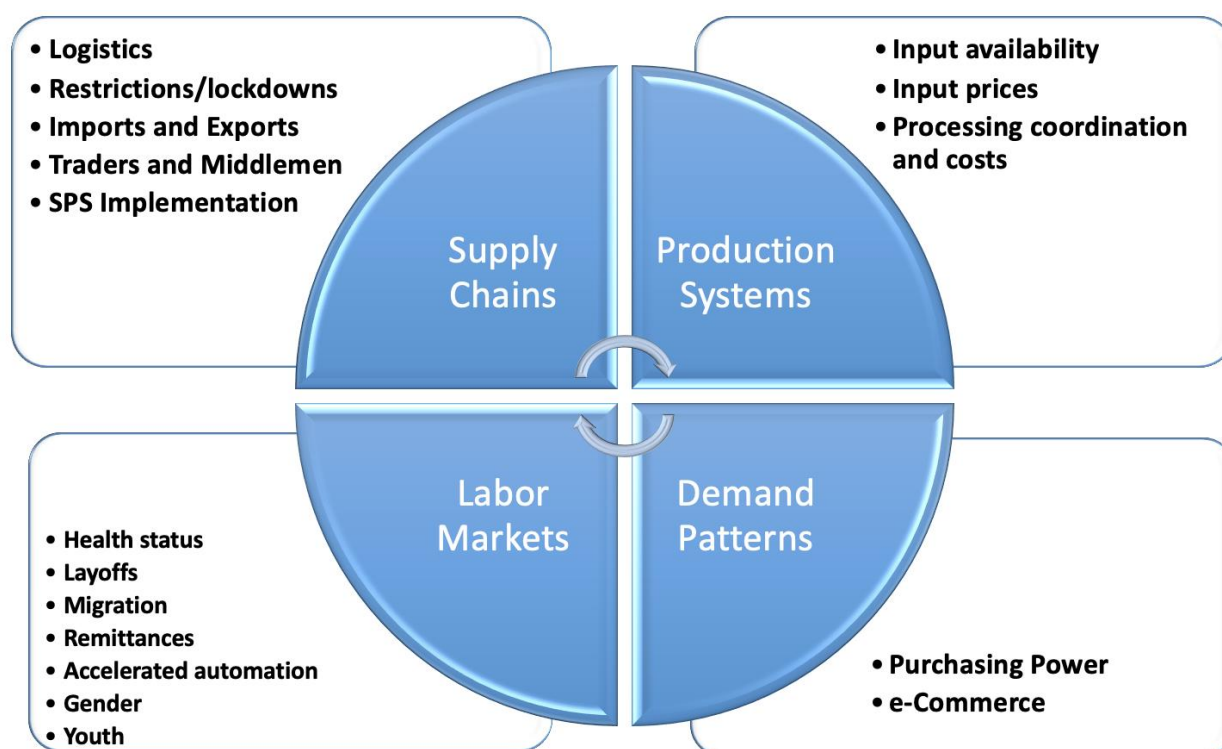 • Logistics
• Restrictions/lockdowns
• Imports and Exports
• Traders and Middlemen
• SPS Implementation
• Input availability
• Input prices
• Processing coordination
and costs
Supply
Chains
Production
Systems
Labor
Markets
Demand
Patterns
• Health status
• Layoffs
• Migration
• Remittances
• Accelerated automation
• Gender
• Youth
• Purchasing Power
• e-Commerce